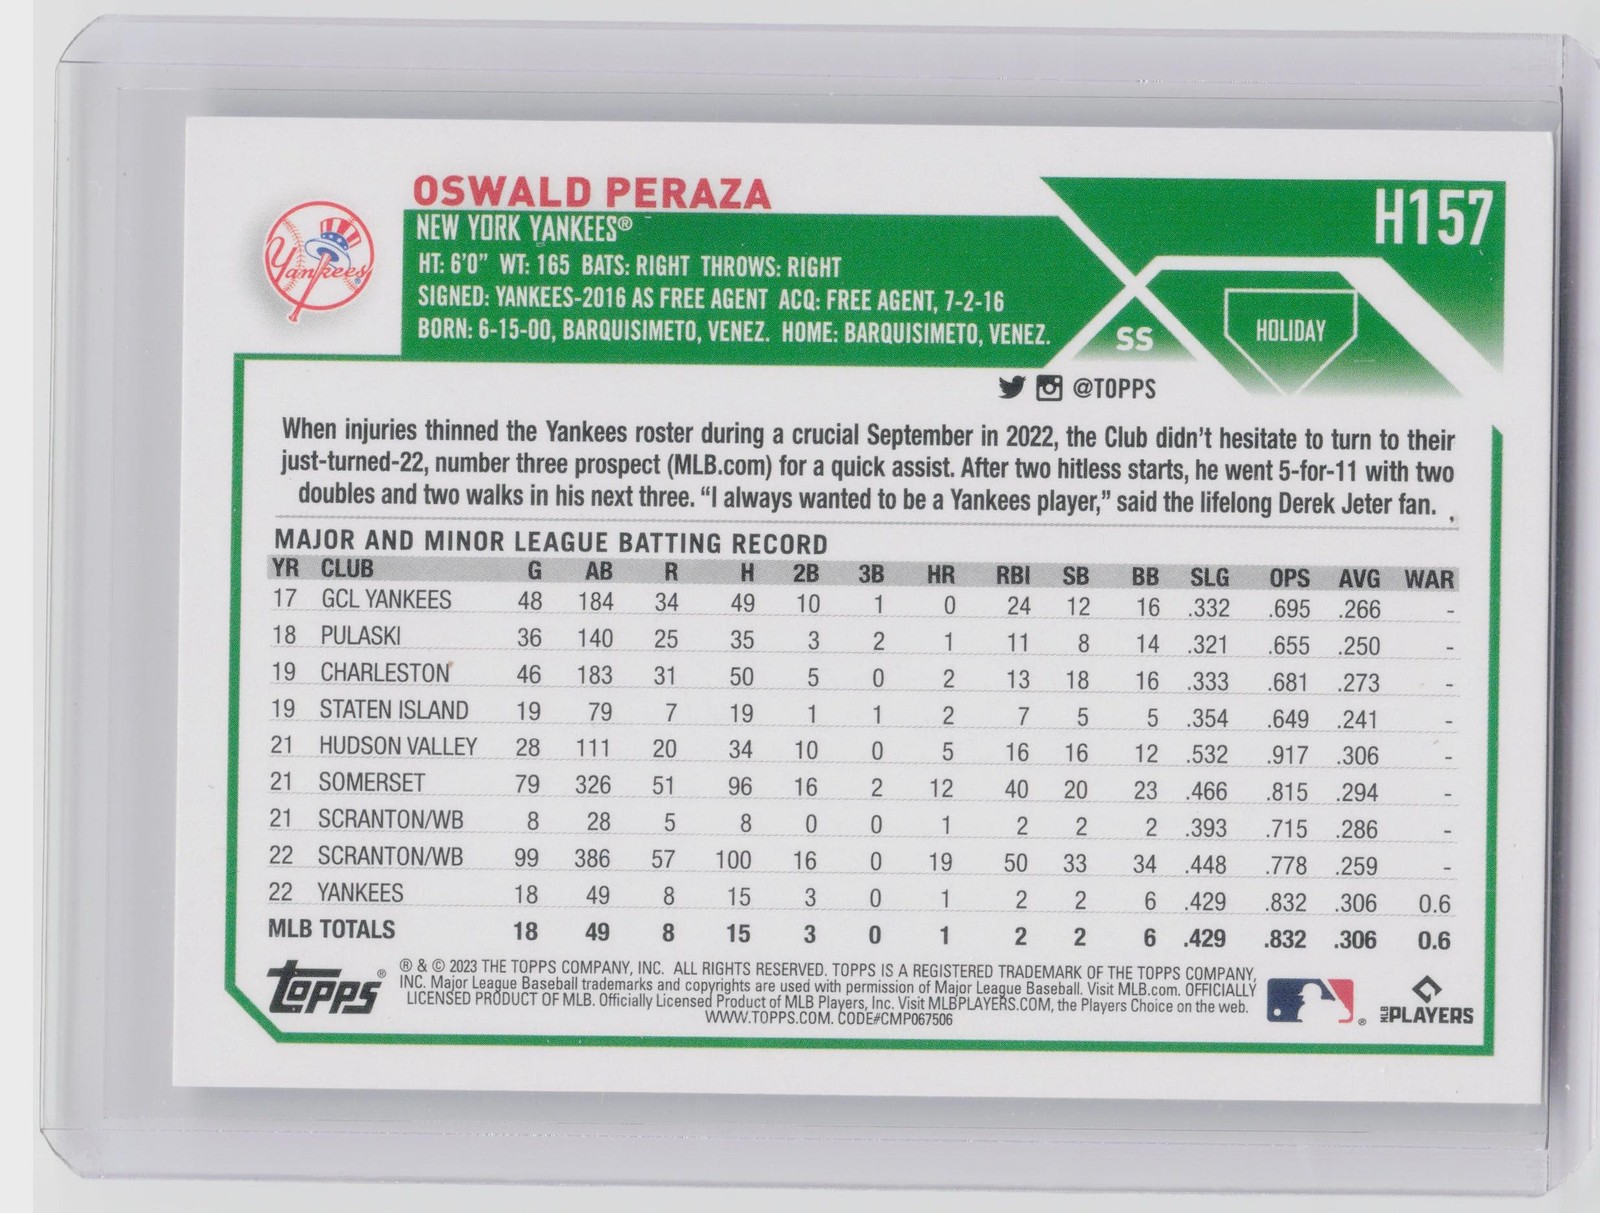 OSWALD PERAZA
H157
Yankees
NEW YORK YANKEES®
HT: 6'0" WT: 165 BATS: RIGHT THROWS: RIGHT
SIGNED: YANKEES-2016 AS FREE AGENT ACQ: FREE AGENT, 7-2-16
BORN: 6-15-00, BARQUISIMETO, VENEZ. HOME: BARQUISIMETO, VENEZ.
SS
HOLIDAY
@TOPPS
When injuries thinned the Yankees roster during a crucial September in 2022, the Club didn't hesitate to turn to their
just-turned-22, number three prospect (MLB.com) for a quick assist. After two hitless starts, he went 5-for-11 with two
doubles and two walks in his next three. "I always wanted to be a Yankees player," said the lifelong Derek Jeter fan.
MAJOR AND MINOR LEAGUE BATTING RECORD
YR CLUB G AB R H 2B 3B HR RBI SB BB SLG OPS AVG WAR
17 GCL YANKEES 48 184 34 49 10 1 0 24 12 16 .332 .695 .266 -
18 PULASKI 36 140 25 35 3 2 1 11 8 14 .321 .655 .250 -
19 CHARLESTON 46 183 31 50 5 0 2 13 18 16 .333 .681 .273 -
19 STATEN ISLAND 19 79 7 19 1 1 2 7 5 5 .354 .649 .241 -
21 HUDSON VALLEY 28 111 20 34 10 0 5 16 16 12 .532 .917 .306 -
21 SOMERSET 79 326 51 96 16 2 12 40 20 23 .466 .815 .294 -
21 SCRANTON/WB 8 28 5 8 0 0 1 2 2 2 .393 .715 .286 -
22 SCRANTON/WB 99 386 57 100 16 0 19 50 33 34 .448 .778 .259 -
22 YANKEES 18 49 8 15 3 0 1 2 2 6 .429 .832 .306 0.6
MLB TOTALS 18 49 8 15 3 0 1 2 2 6 .429 .832 .306 0.6
topps®
® & © 2023 THE TOPPS COMPANY, INC. ALL RIGHTS RESERVED. TOPPS IS A REGISTERED TRADEMARK OF THE TOPPS COMPANY,
INC. Major League Baseball trademarks and copyrights are used with permission of Major League Baseball. Visit MLB.com. OFFICIALLY
LICENSED PRODUCT OF MLB. Officially Licensed Product of MLB Players, Inc. Visit MLBPLAYERS.COM, the Players Choice on the web.
WWW.TOPPS.COM. CODE#CMP067506
MLB PLAYERS